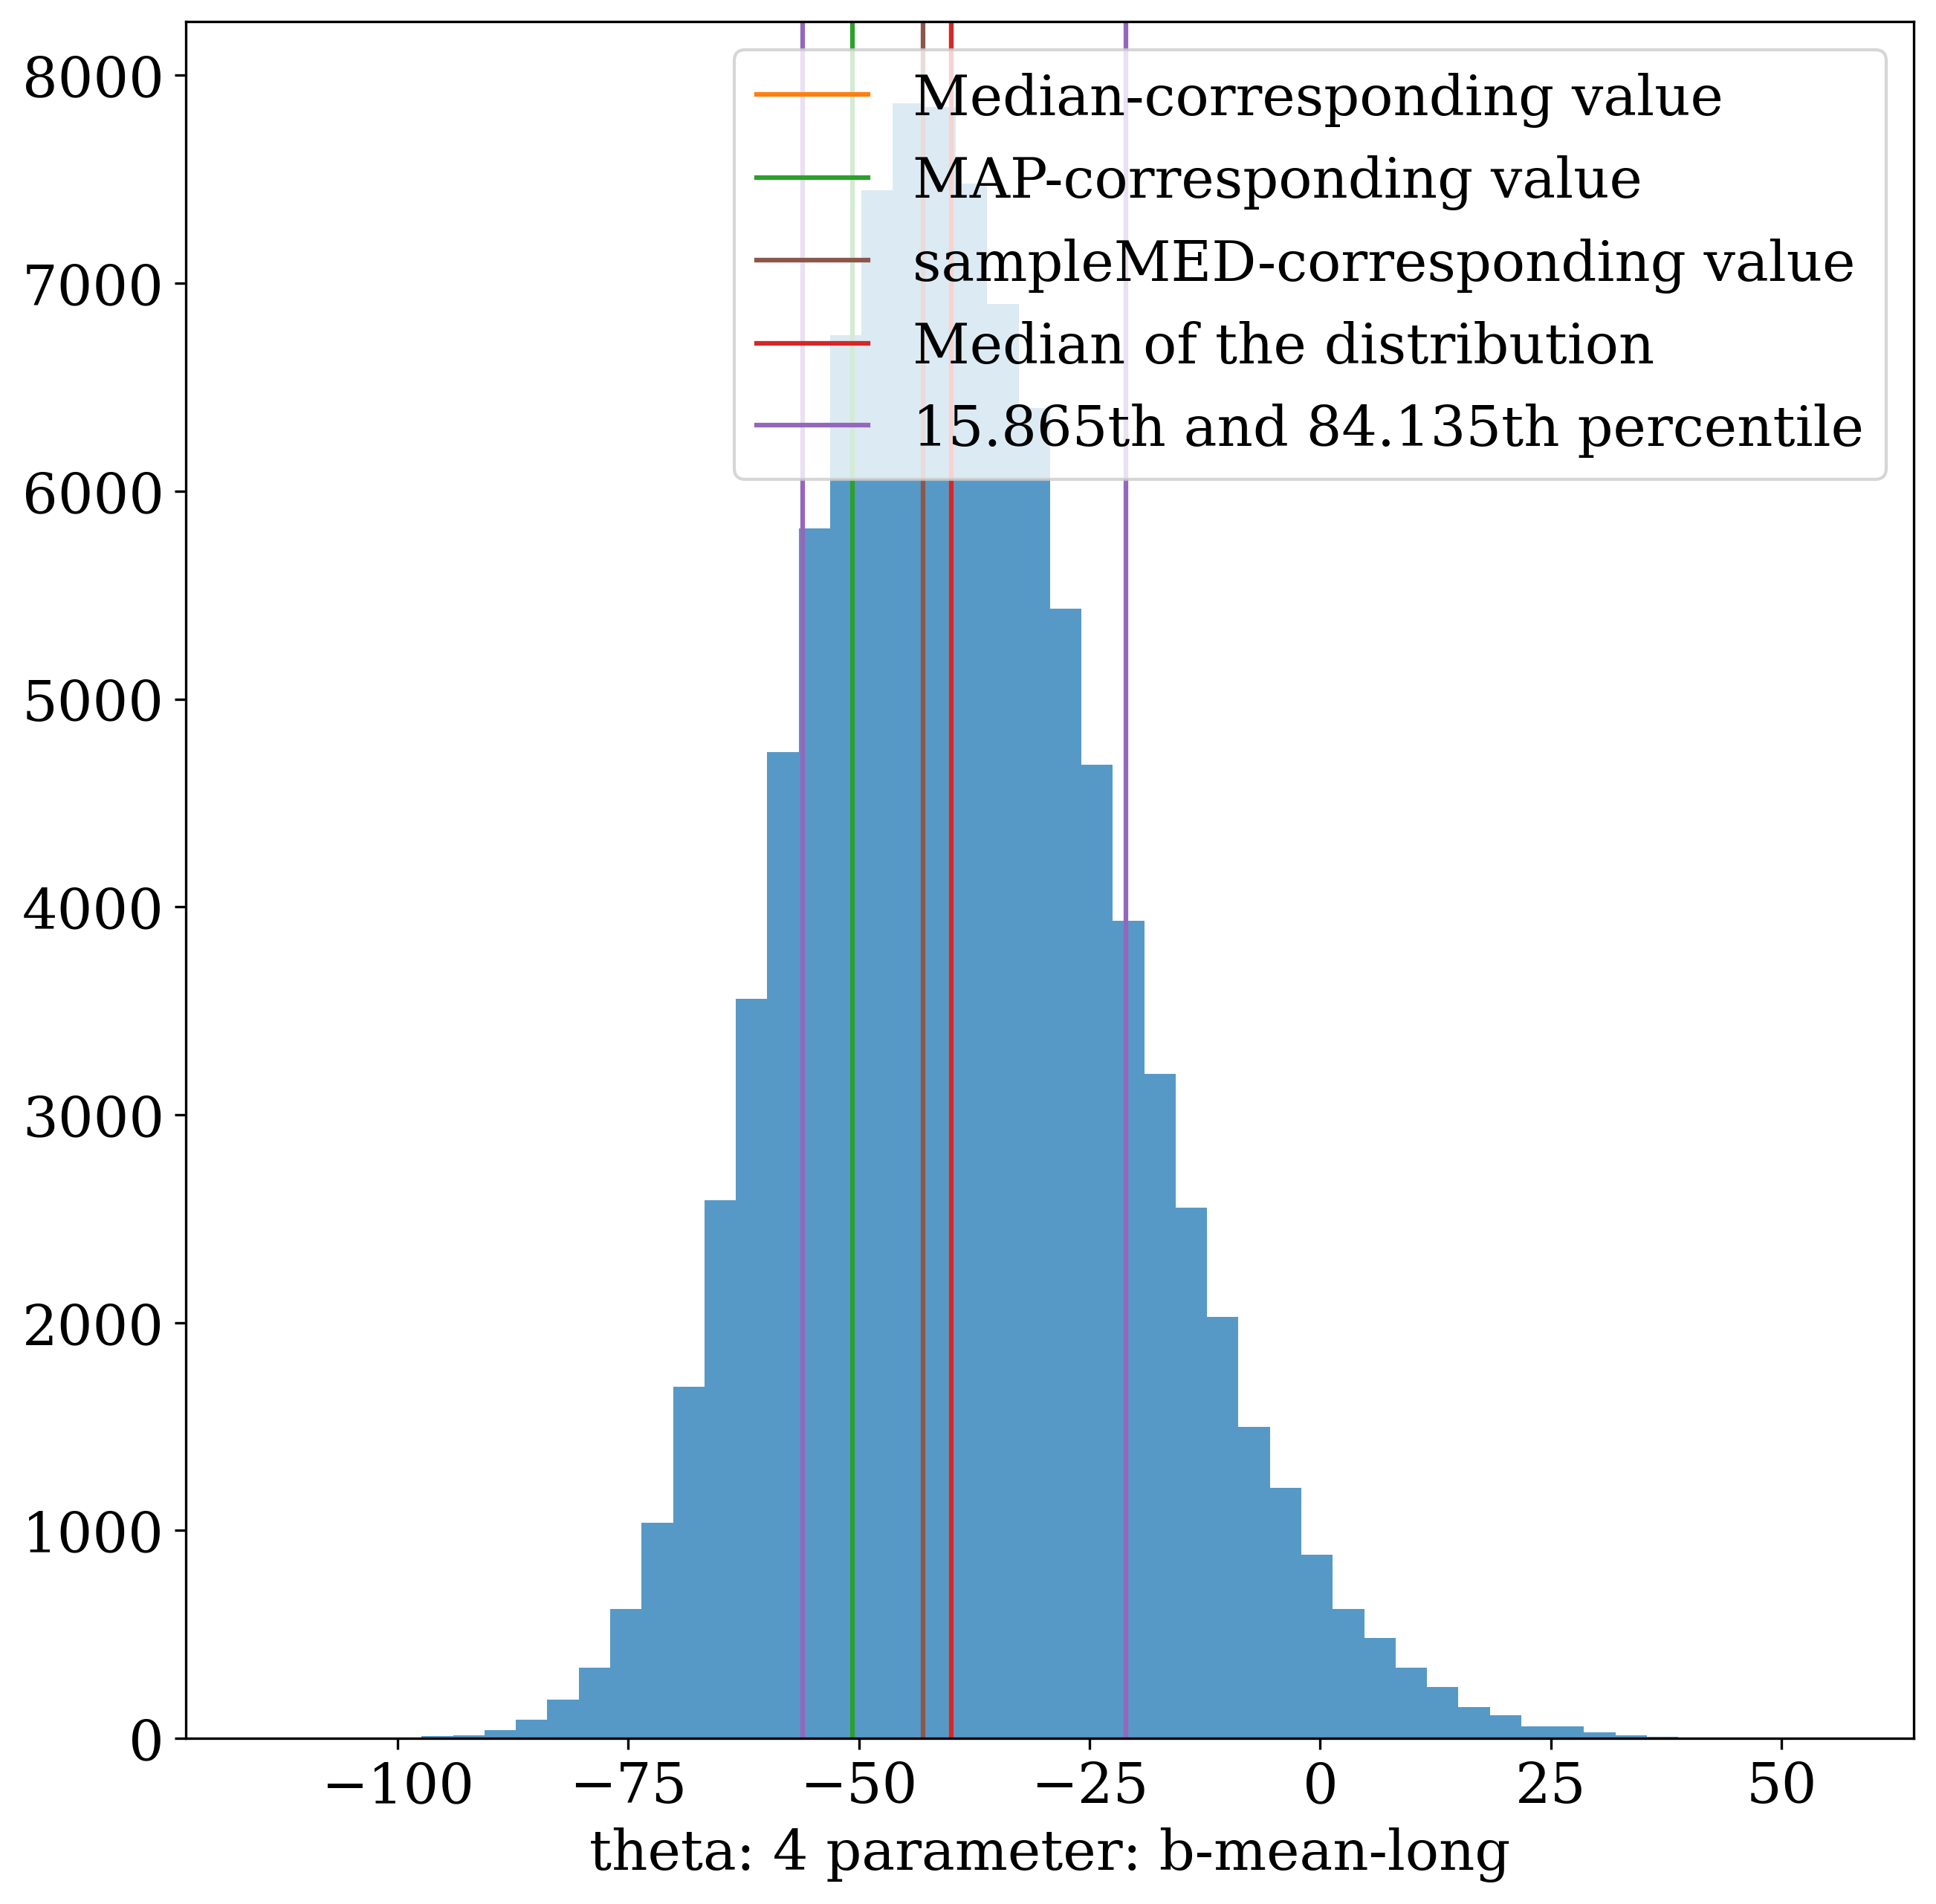 8000
7000
6000
5000
4000
3000
2000
1000
0
Median-corresponding value
MAP-corresponding value
sampleMED-corresponding value
Median of the distribution
15.865th and 84.135th percentile
−100 −75 −50 −25 0 25 50
theta: 4 parameter: b-mean-long